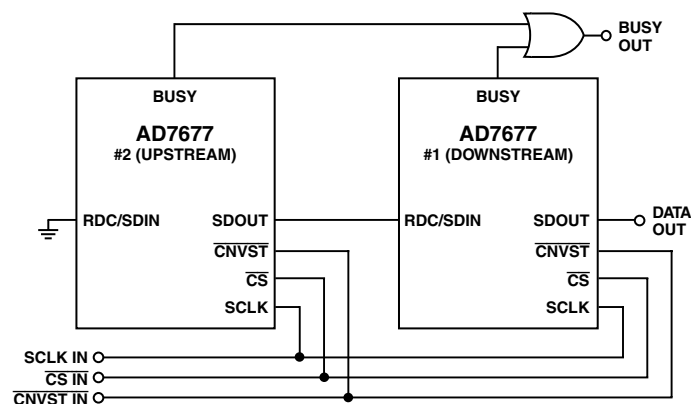 BUSY
OUT
BUSY
BUSY
AD7677
#2 (UPSTREAM)
AD7677
#1 (DOWNSTREAM)
RDC/SDIN
SDOUT
RDC/SDIN
SDOUT
DATA
OUT
CNVST
CNVST
CS
CS
SCLK
SCLK
SCLK IN
CS IN
CNVST IN